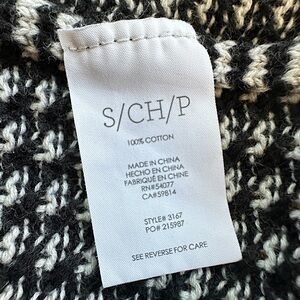 S/CH/P
100% COTTON
MADE IN CHINA
HECHO EN CHINA
FABRIQUÉ EN CHINE
RN#54077
CA#59814
STYLE# 3167
PO# 215987
SEE REVERSE FOR CARE